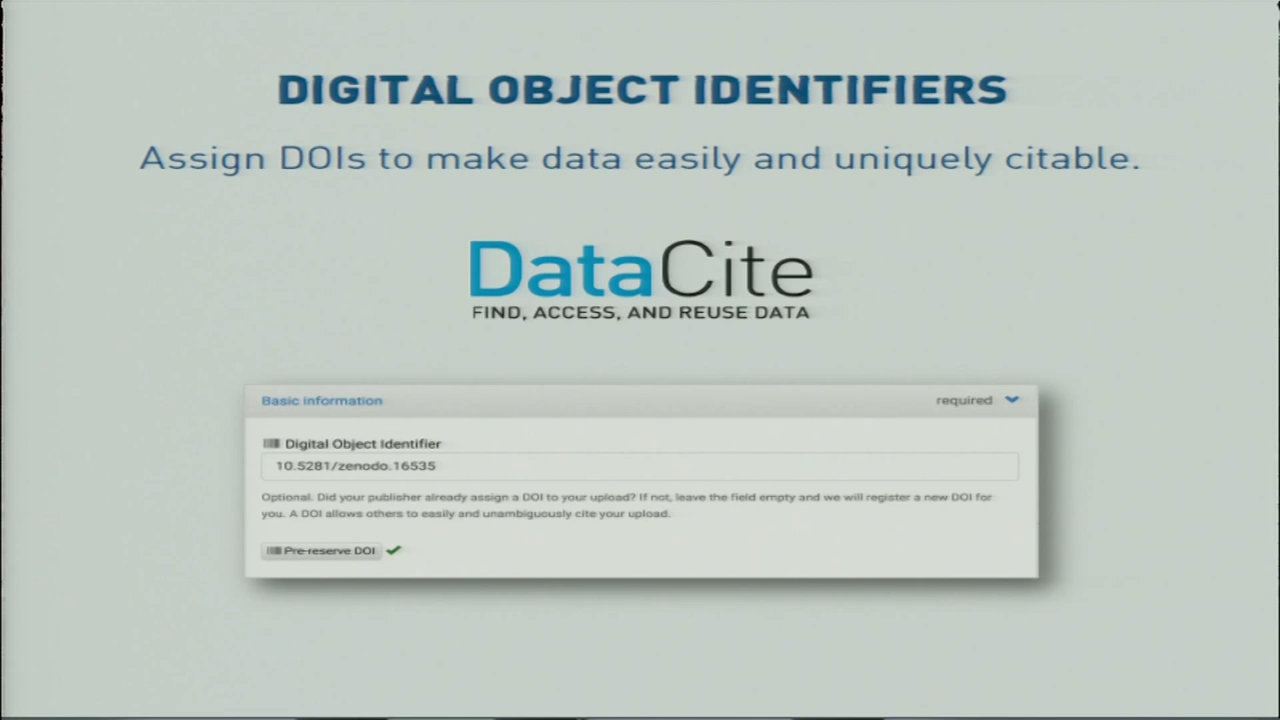 DIGITAL OBJECT IDENTIFIERS
Assign DOIs to make data easily and uniquely citable.
DataCite
FIND, ACCESS, AND REUSE DATA
Basic information required
Digital Object Identifier
10.5281/zenodo.16535
Optional. Did your publisher already assign a DOI to your upload? If not, leave the field empty and we will register a new DOI for
you. A DOI allows others to easily and unambiguously cite your upload.
Pre-reserve DOI